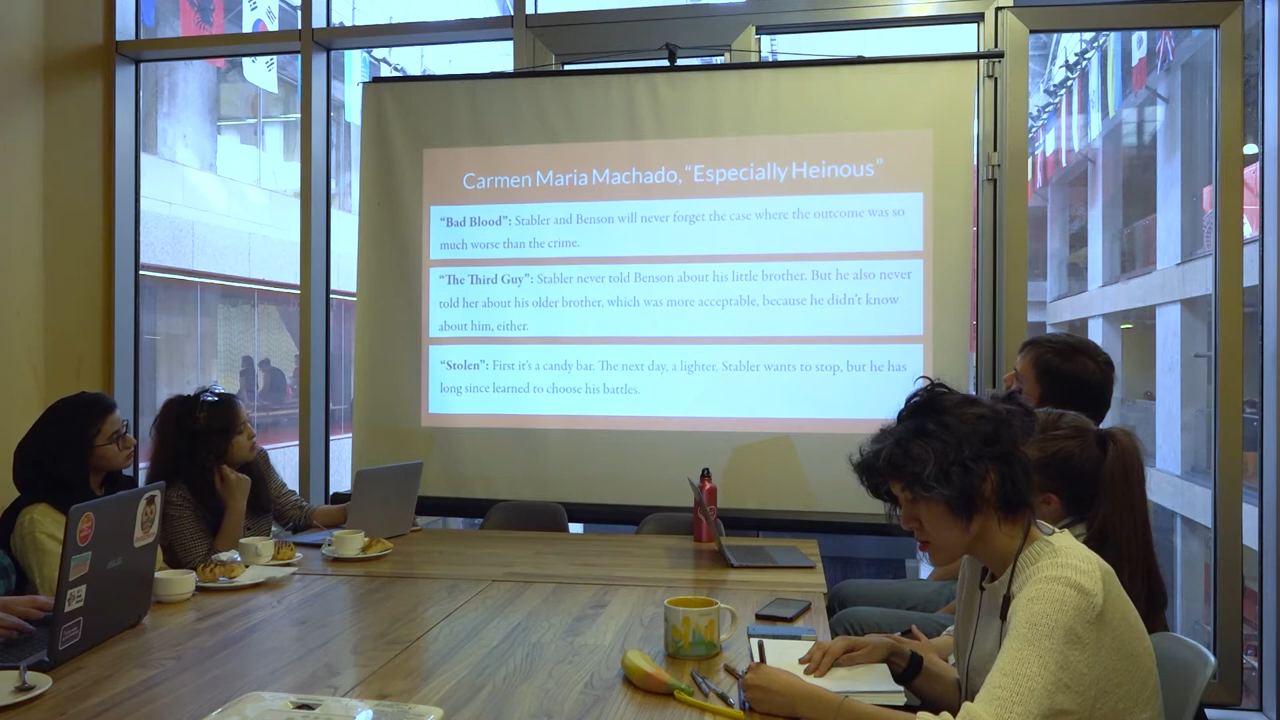 Carmen Maria Machado, “Especially Heinous”
“Bad Blood”: Stabler and Benson will never forget the case where the outcome was so
much worse than the crime.
“The Third Guy”: Stabler never told Benson about his little brother. But he also never
told her about his older brother, which was more acceptable, because he didn’t know
about him, either.
“Stolen”: First it’s a candy bar. The next day, a lighter. Stabler wants to stop, but he has
long since learned to choose his battles.